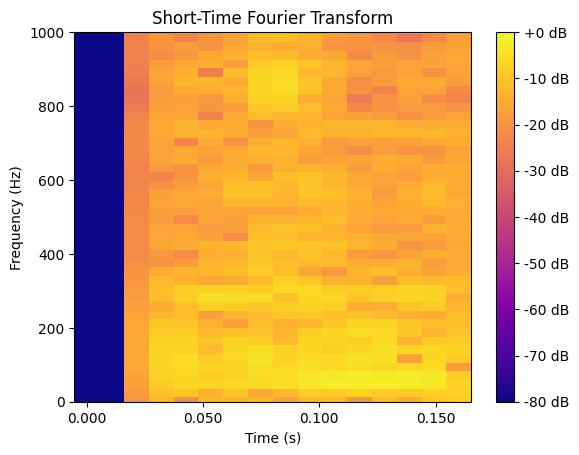 Short-Time Fourier Transform
Frequency (Hz)
1000
800
600
400
200
0
0.000
0.050
0.100
0.150
Time (s)
+0 dB
-10 dB
-20 dB
-30 dB
-40 dB
-50 dB
-60 dB
-70 dB
-80 dB